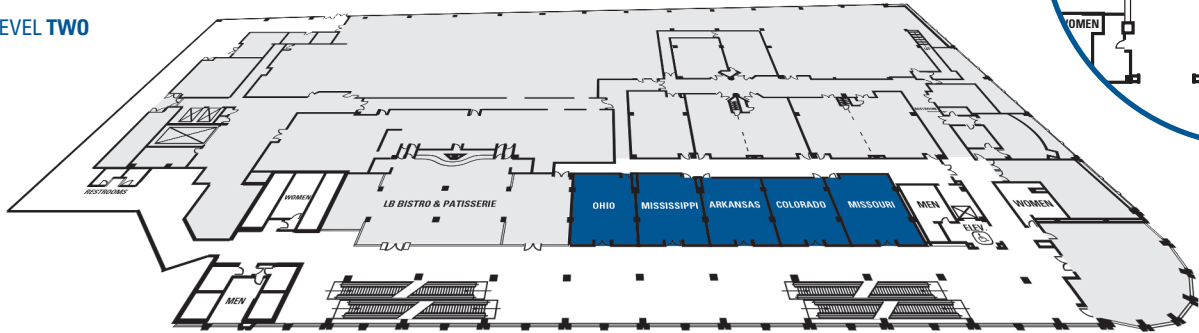 EVEL TWO
WOMEN
RESTROOMS
WOMEN
LB BISTRO & PATISSERIE
OHIO
MISSISSIPPI
ARKANSAS
COLORADO
MISSOURI
MEN
ELEV.
WOMEN
MEN